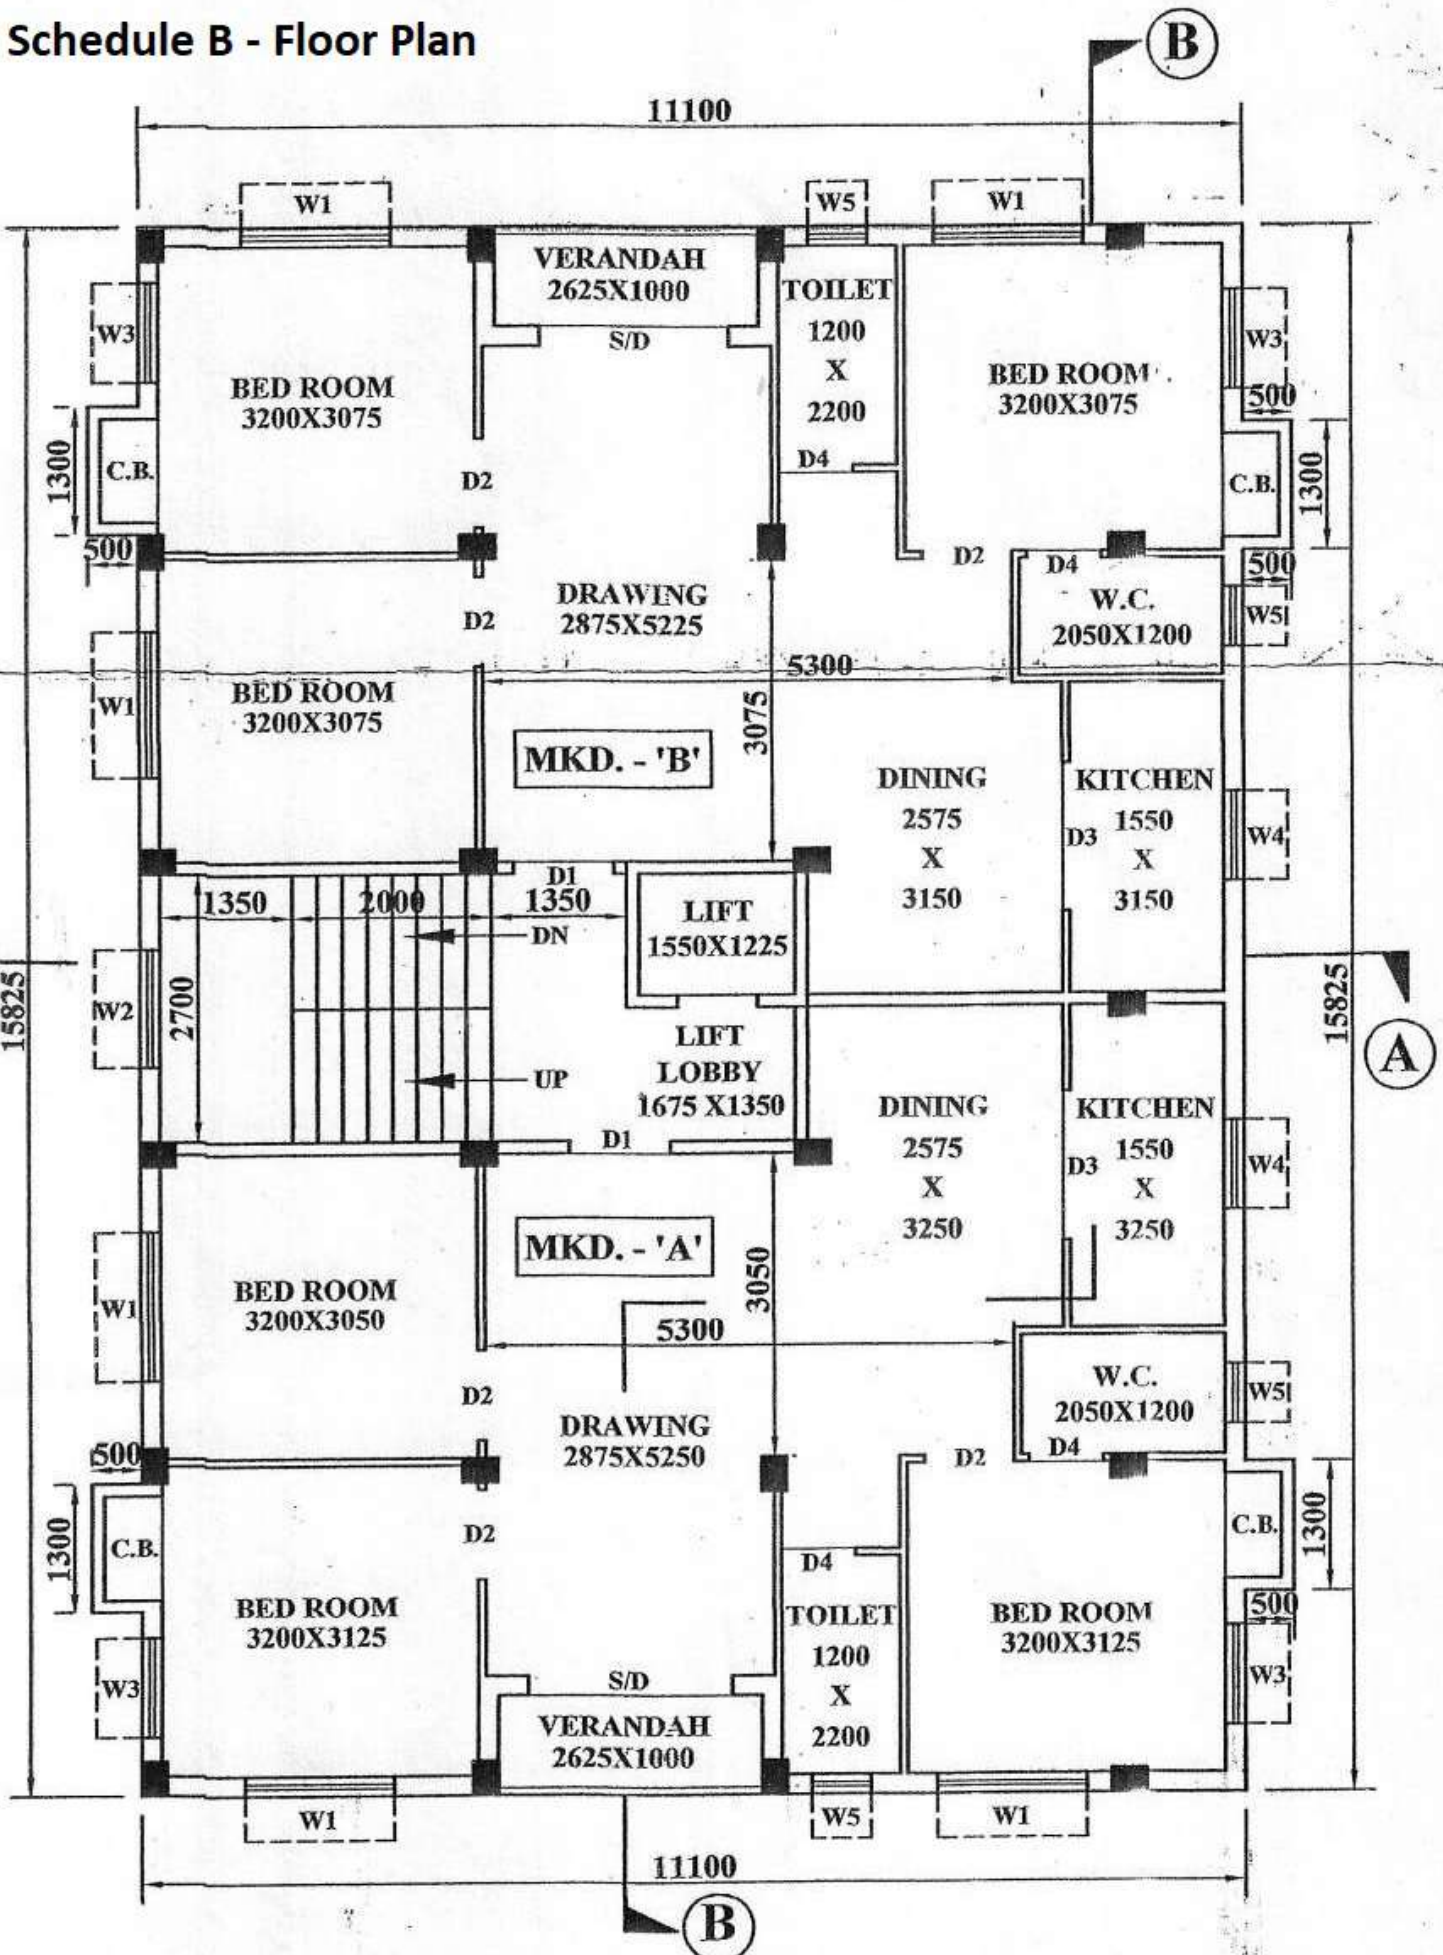 Schedule B - Floor Plan
B
11100
W1
W5
W1
VERANDAH
2625X1000
S/D
TOILET
1200
X
2200
D4
W3
W3
BED ROOM
3200X3075
BED ROOM
3200X3075
500
1300
C.B.
C.B.
1300
D2
500
D2
D4
500
W.C.
2050X1200
W5
DRAWING
2875X5225
D2
5300
W1
BED ROOM
3200X3075
3075
MKD. - 'B'
DINING
2575
X
3150
KITCHEN
1550
X
3150
D3
W4
D1
1350
2000
1350
LIFT
1550X1225
DN
15825
W2
2700
15825
A
LIFT
LOBBY
1675 X1350
UP
D1
DINING
2575
X
3250
KITCHEN
1550
X
3250
D3
W4
MKD. - 'A'
3050
W1
BED ROOM
3200X3050
5300
W.C.
2050X1200
W5
D2
DRAWING
2875X5250
D4
D2
500
1300
C.B.
D2
C.B.
1300
D4
500
BED ROOM
3200X3125
TOILET
1200
X
2200
BED ROOM
3200X3125
W3
S/D
W3
VERANDAH
2625X1000
W1
W5
W1
11100
B